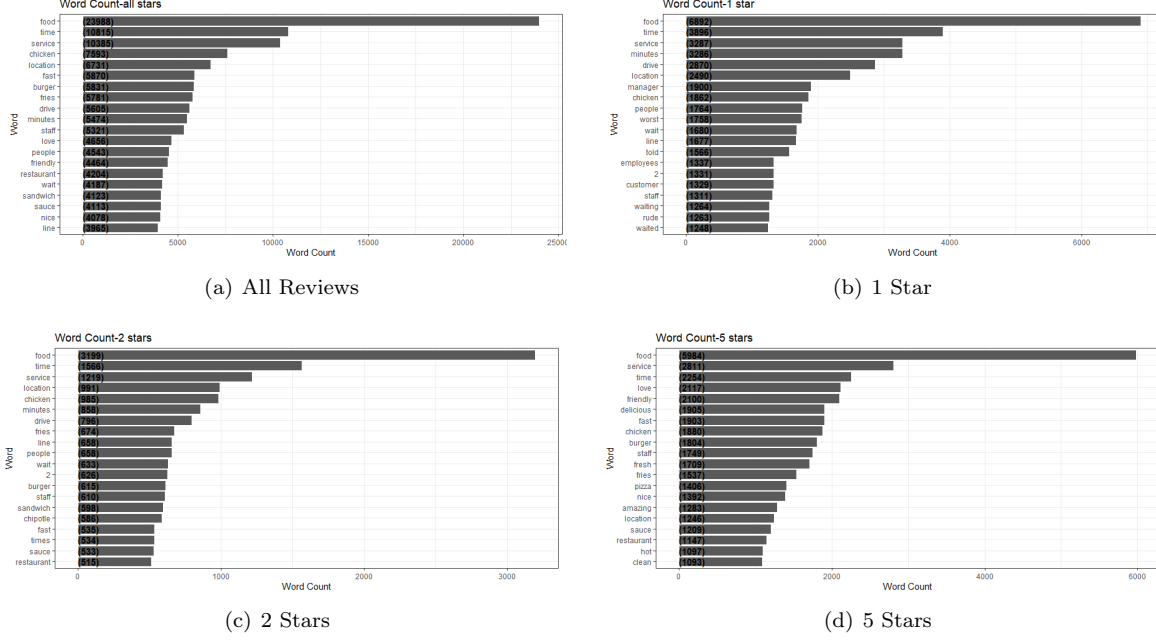 Word Count-all stars
food (23988)
time (10815)
service (10385)
chicken (7593)
location (6731)
fast (5870)
burger (5831)
fries (5781)
drive (5605)
minutes (5474)
staff (5321)
love (4656)
people (4543)
friendly (4464)
restaurant (4204)
wait (4187)
sandwich (4123)
sauce (4113)
nice (4078)
line (3965)
Word
0 5000 10000 15000 20000 25000
Word Count
(a) All Reviews
Word Count-1 star
food (6892)
time (3896)
service (3287)
minutes (3286)
drive (2870)
location (2490)
manager (1900)
chicken (1862)
people (1764)
worst (1758)
wait (1680)
line (1677)
told (1566)
employees (1337)
2 (1331)
customer (1329)
staff (1311)
waiting (1264)
rude (1263)
waited (1248)
Word
0 2000 4000 6000
Word Count
(b) 1 Star
Word Count-2 stars
food (3199)
time (1566)
service (1219)
location (991)
chicken (985)
minutes (858)
drive (796)
fries (674)
line (658)
people (658)
wait (633)
2 (626)
burger (615)
staff (610)
sandwich (598)
chipotle (586)
fast (535)
times (534)
sauce (533)
restaurant (515)
Word
0 1000 2000 3000
Word Count
(c) 2 Stars
Word Count-5 stars
food (5984)
service (2811)
time (2254)
love (2117)
friendly (2100)
delicious (1905)
fast (1903)
chicken (1880)
burger (1804)
staff (1749)
fresh (1709)
fries (1537)
pizza (1406)
nice (1392)
amazing (1283)
location (1246)
sauce (1209)
restaurant (1147)
hot (1097)
clean (1093)
Word
0 2000 4000 6000
Word Count
(d) 5 Stars